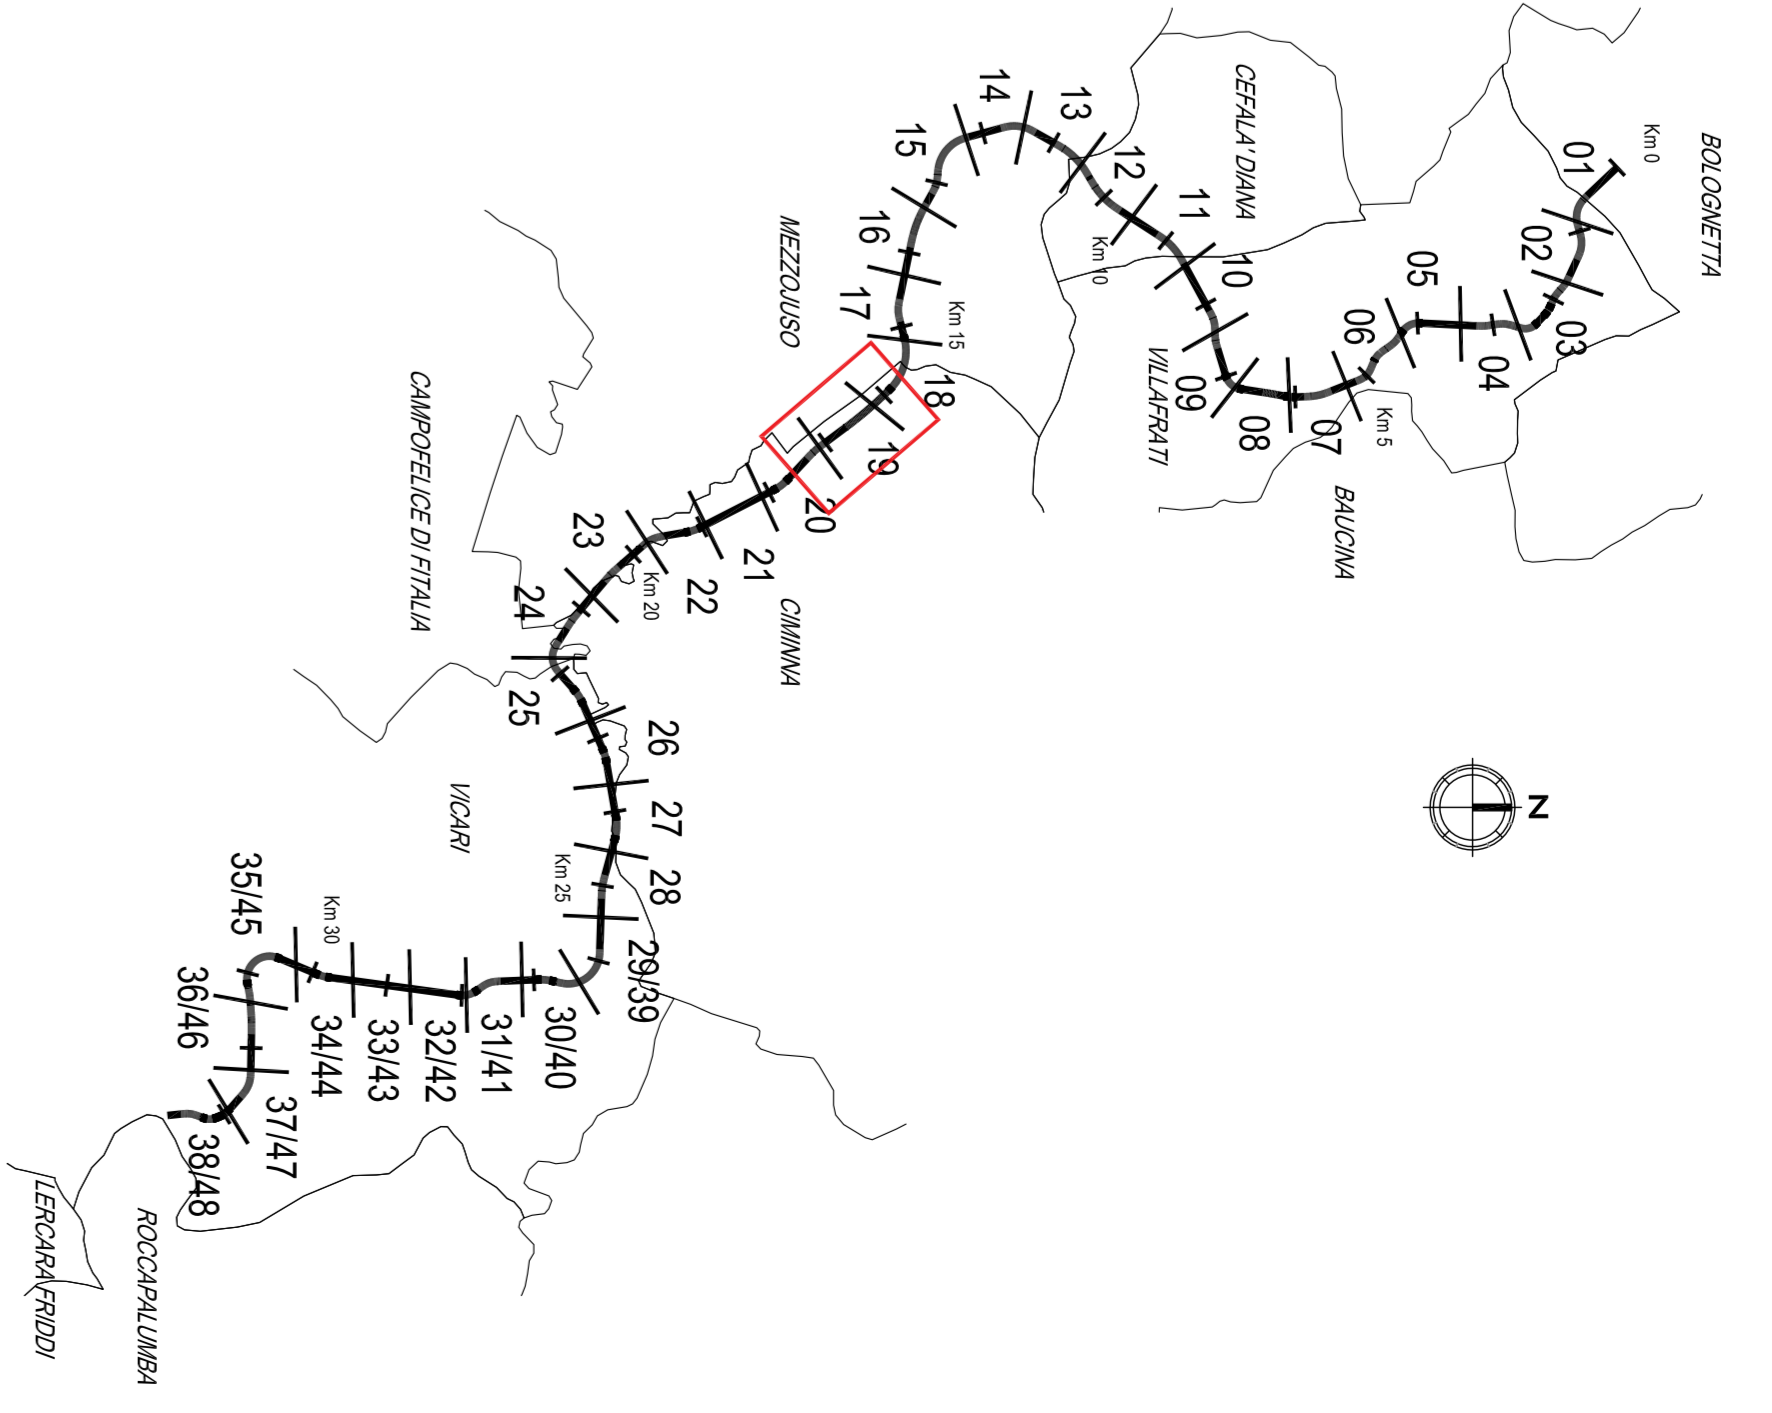 BOLOGNETTA
Km 0
01
02
03
04
05
06
Km 5
07
08
09
VILLAFRATI
BAUCINA
10
11
CEFALA' DIANA
12
Km 10
13
14
15
16
MEZZOJUSO
17
Km 15
18
19
20
21
CIMINNA
22
Km 20
23
CAMPOFELICE DI FITALIA
24
25
26
27
VICARI
28
Km 25
29/39
30/40
31/41
32/42
33/43
34/44
Km 30
35/45
36/46
37/47
38/48
ROCCAPALUMBA
LERCARA FRIDDI
N